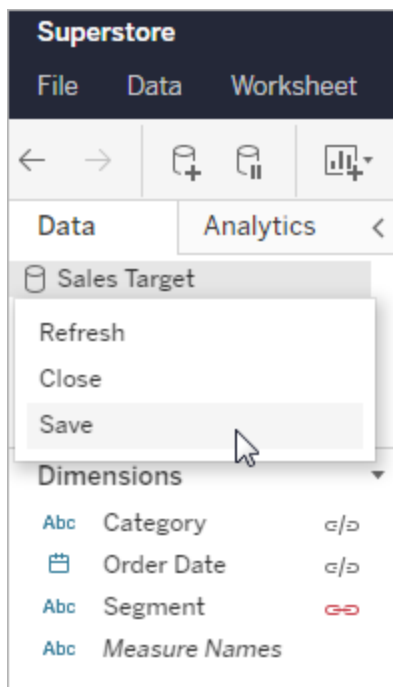 Superstore
File Data Worksheet
Data Analytics
Sales Target
Refresh
Close
Save
Dimensions
Abc Category
Order Date
Abc Segment
Abc Measure Names